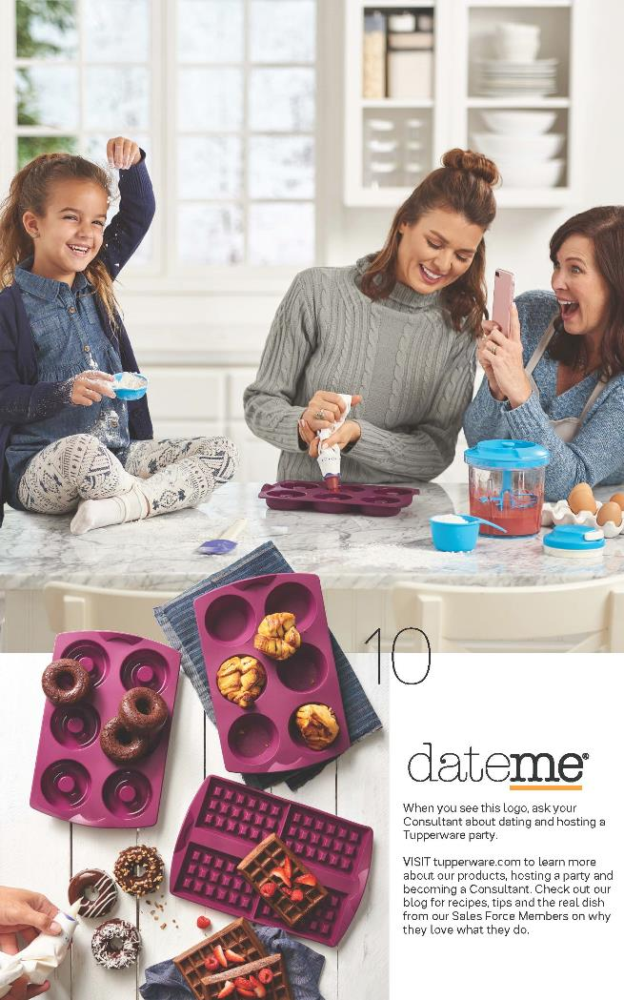 10
dateme®
When you see this logo, ask your
Consultant about dating and hosting a
Tupperware party.
VISIT tupperware.com to learn more
about our products, hosting a party and
becoming a Consultant. Check out our
blog for recipes, tips and the real dish
from our Sales Force Members on why
they love what they do.